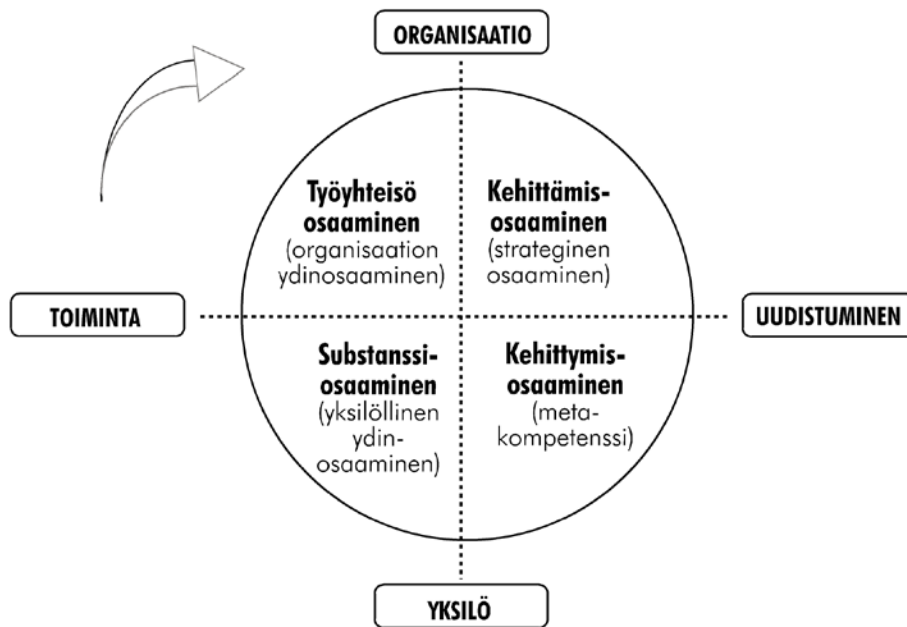 ORGANISAATIO
Työyhteisö
osaaminen
(organisaation
ydinosaaminen)
Kehittämis-
osaaminen
(strateginen
osaaminen)
TOIMINTA
UUDISTUMINEN
Substanssi-
osaaminen
(yksilöllinen
ydin-
osaaminen)
Kehittymis-
osaaminen
(meta-
kompetenssi)
YKSILÖ